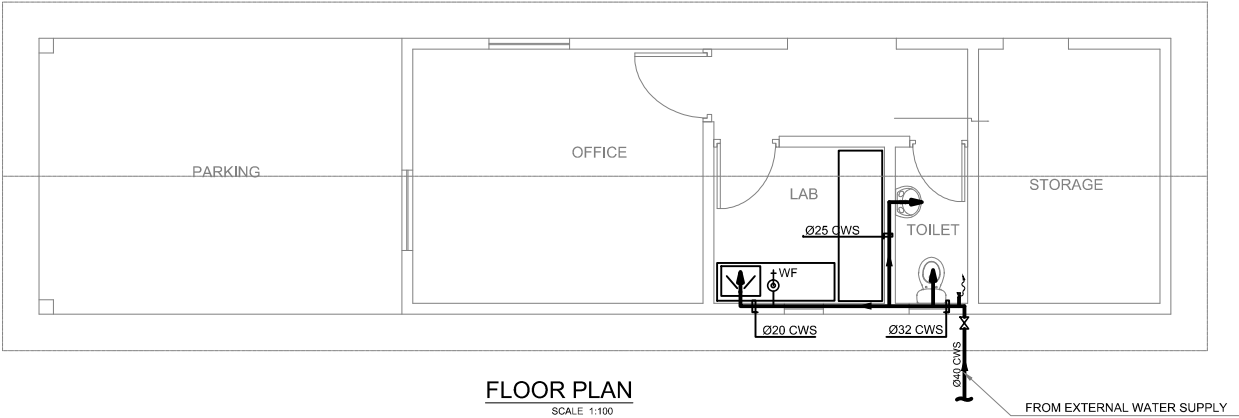 PARKING
OFFICE
LAB
TOILET
STORAGE
Ø25 CWS
WF
Ø20 CWS
Ø32 CWS
Ø40 CWS
FROM EXTERNAL WATER SUPPLY
FLOOR PLAN
SCALE 1:100